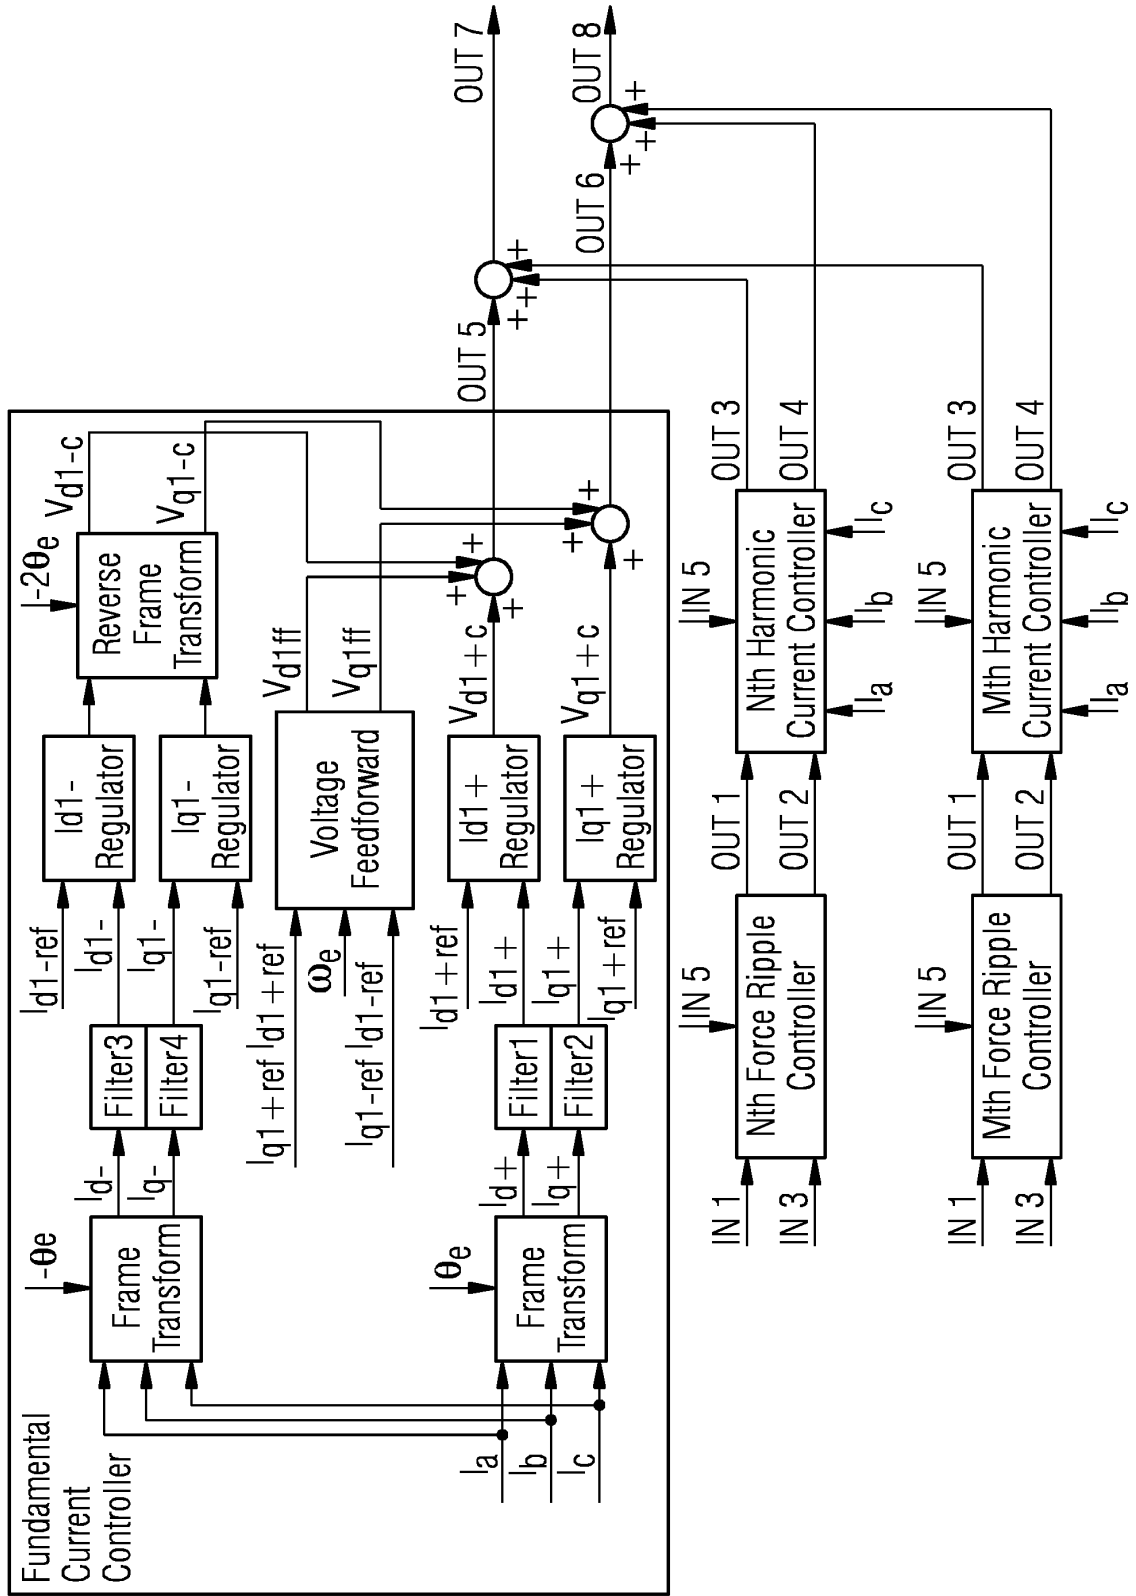 Fundamental
Current
Controller
-θe
Frame
Transform
Id-
Iq-
Filter3
Filter4
Id1-ref
Id1-
Iq1-
Iq1-ref
Id1-
Regulator
Iq1-
Regulator
-2θe
Reverse
Frame
Transform
Vd1-c
Vq1-c
Iq1+ref Id1+ref
ωe
Iq1-ref Id1-ref
Voltage
Feedforward
Vd1ff
Vq1ff
Ia
Ib
Ic
θe
Frame
Transform
Id+
Iq+
Filter1
Filter2
Id1+ref
Id1+
Iq1+
Iq1+ref
Id1+
Regulator
Iq1+
Regulator
Vd1+c
Vq1+c
+
+
+
+
+
+
OUT 5
+
+
+
OUT 7
OUT 6
+
+
+
OUT 8
IN 1
IN 3
IN 5
Nth Force Ripple
Controller
OUT 1
OUT 2
IN 5
Nth Harmonic
Current Controller
Ia
Ib
Ic
OUT 3
OUT 4
IN 1
IN 3
IN 5
Mth Force Ripple
Controller
OUT 1
OUT 2
IN 5
Mth Harmonic
Current Controller
Ia
Ib
Ic
OUT 3
OUT 4